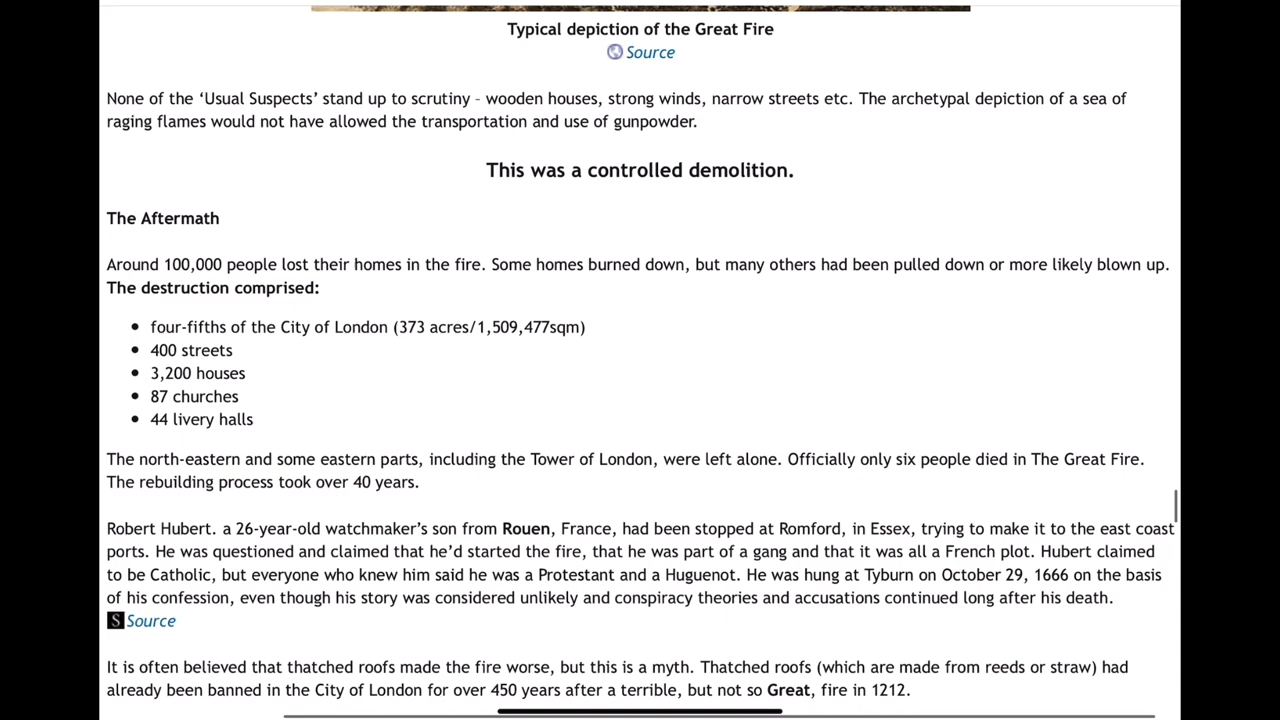 Typical depiction of the Great Fire
Source
None of the ‘Usual Suspects’ stand up to scrutiny – wooden houses, strong winds, narrow streets etc. The archetypal depiction of a sea of
raging flames would not have allowed the transportation and use of gunpowder.
This was a controlled demolition.
The Aftermath
Around 100,000 people lost their homes in the fire. Some homes burned down, but many others had been pulled down or more likely blown up.
The destruction comprised:
• four-fifths of the City of London (373 acres/1,509,477sqm)
• 400 streets
• 3,200 houses
• 87 churches
• 44 livery halls
The north-eastern and some eastern parts, including the Tower of London, were left alone. Officially only six people died in The Great Fire.
The rebuilding process took over 40 years.
Robert Hubert. a 26-year-old watchmaker’s son from Rouen, France, had been stopped at Romford, in Essex, trying to make it to the east coast
ports. He was questioned and claimed that he’d started the fire, that he was part of a gang and that it was all a French plot. Hubert claimed
to be Catholic, but everyone who knew him said he was a Protestant and a Huguenot. He was hung at Tyburn on October 29, 1666 on the basis
of his confession, even though his story was considered unlikely and conspiracy theories and accusations continued long after his death.
S Source
It is often believed that thatched roofs made the fire worse, but this is a myth. Thatched roofs (which are made from reeds or straw) had
already been banned in the City of London for over 450 years after a terrible, but not so Great, fire in 1212.